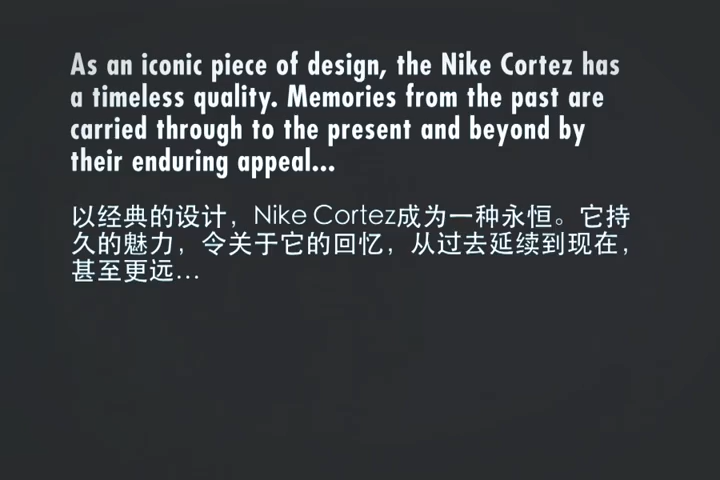 As an iconic piece of design, the Nike Cortez has
a timeless quality. Memories from the past are
carried through to the present and beyond by
their enduring appeal...
以经典的设计，Nike Cortez成为一种永恒。它持
久的魅力，令关于它的回忆，从过去延续到现在，
甚至更远...